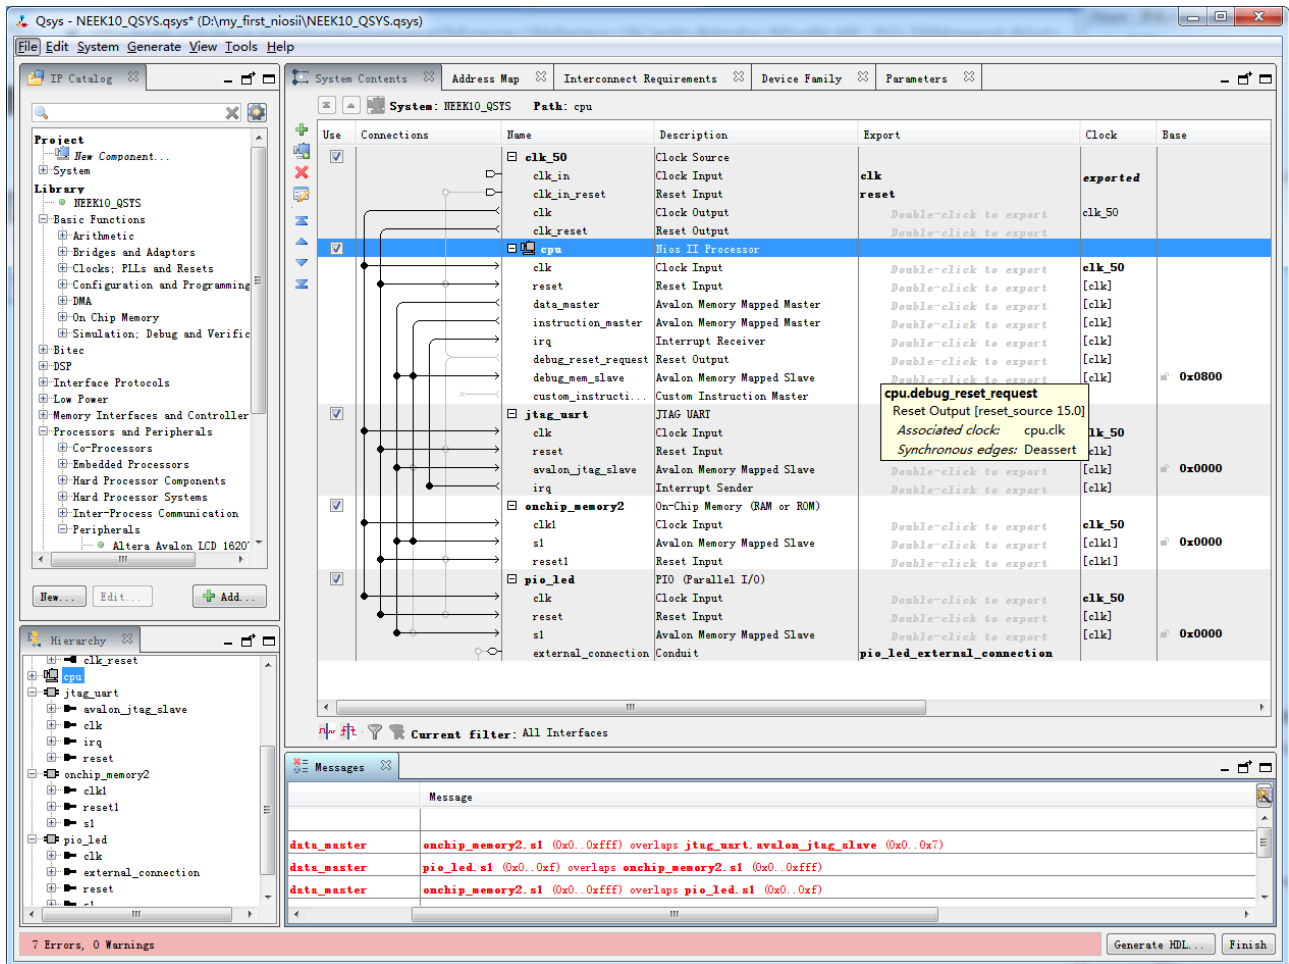 Qsys - NEEK10_QSYS.qsys* (D:\my_first_niosii\NEEK10_QSYS.qsys)
File Edit System Generate View Tools Help
IP Catalog
Project
New Component...
System
Library
NEEK10_QSYS
Basic Functions
Arithmetic
Bridges and Adaptors
Clocks; PLLs and Resets
Configuration and Programming
DMA
On Chip Memory
Simulation; Debug and Verific
Bitec
DSP
Interface Protocols
Low Power
Memory Interfaces and Controller
Processors and Peripherals
Co-Processors
Embedded Processors
Hard Processor Components
Hard Processor Systems
Inter-Process Communication
Peripherals
Altera Avalon LCD 1620
New... Edit... Add...
Hierarchy
clk_reset
cpu
jtag_uart
avalon_jtag_slave
clk
irq
reset
onchip_memory2
clk1
reset1
s1
pio_led
clk
external_connection
reset
s1
System Contents Address Map Interconnect Requirements Device Family Parameters
System: NEEK10_QSYS Path: cpu
Use Connections Name Description Export Clock Base
clk_50 Clock Source
clk_in Clock Input clk exported
clk_in_reset Reset Input reset
clk Clock Output Double-click to export clk_50
clk_reset Reset Output Double-click to export
cpu Nios II Processor
clk Clock Input Double-click to export clk_50
reset Reset Input Double-click to export [clk]
data_master Avalon Memory Mapped Master Double-click to export [clk]
instruction_master Avalon Memory Mapped Master Double-click to export [clk]
irq Interrupt Receiver Double-click to export [clk]
debug_reset_request Reset Output Double-click to export [clk]
debug_mem_slave Avalon Memory Mapped Slave Double-click to export [clk] 0x0800
custom_instructi... Custom Instruction Master
cpu.debug_reset_request
Reset Output [reset_source 15.0]
Associated clock: cpu.clk
Synchronous edges: Deassert
jtag_uart JTAG UART
clk Clock Input lk_50
reset Reset Input clk]
avalon_jtag_slave Avalon Memory Mapped Slave Double-click to export [clk] 0x0000
irq Interrupt Sender Double-click to export [clk]
onchip_memory2 On-Chip Memory (RAM or ROM)
clk1 Clock Input Double-click to export clk_50
s1 Avalon Memory Mapped Slave Double-click to export [clk1] 0x0000
reset1 Reset Input Double-click to export [clk1]
pio_led PIO (Parallel I/O)
clk Clock Input Double-click to export clk_50
reset Reset Input Double-click to export [clk]
s1 Avalon Memory Mapped Slave Double-click to export [clk] 0x0000
external_connection Conduit pio_led_external_connection
Current filter: All Interfaces
Messages
Message
data_master onchip_memory2.s1 (0x0..0xfff) overlaps jtag_uart.avalon_jtag_slave (0x0..0x7)
data_master pio_led.s1 (0x0..0xf) overlaps onchip_memory2.s1 (0x0..0xfff)
data_master onchip_memory2.s1 (0x0..0xfff) overlaps pio_led.s1 (0x0..0xf)
7 Errors, 0 Warnings
Generate HDL... Finish